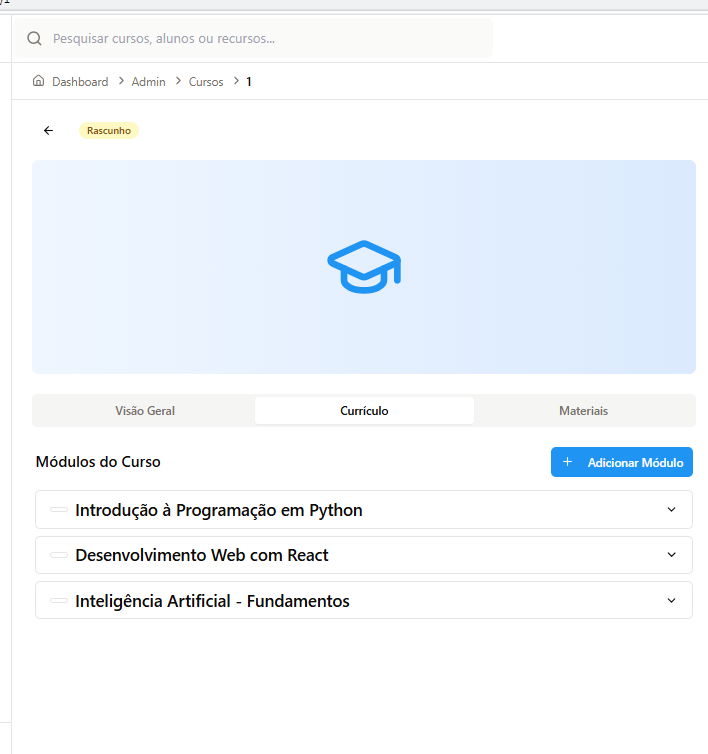 Pesquisar cursos, alunos ou recursos...
Dashboard > Admin > Cursos > 1
Rascunho
Visão Geral Currículo Materiais
Módulos do Curso + Adicionar Módulo
Introdução à Programação em Python
Desenvolvimento Web com React
Inteligência Artificial - Fundamentos